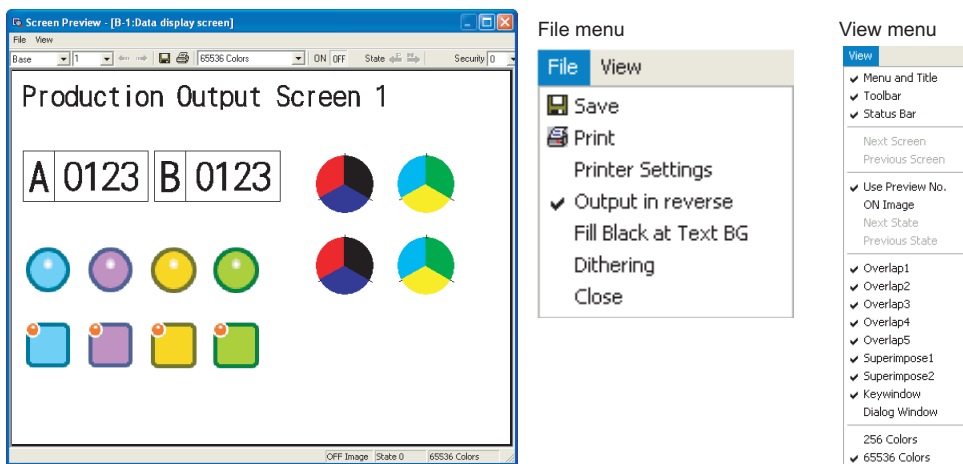 Screen Preview - [B-1:Data display screen]
File View
Base 1 65536 Colors ON OFF State Security 0
Production Output Screen 1
A 0123 B 0123
OFF Image State 0 65536 Colors
File menu
File View
Save
Print
Printer Settings
Output in reverse
Fill Black at Text BG
Dithering
Close
View menu
View
Menu and Title
Toolbar
Status Bar
Next Screen
Previous Screen
Use Preview No.
ON Image
Next State
Previous State
Overlap1
Overlap2
Overlap3
Overlap4
Overlap5
Superimpose1
Superimpose2
Keywindow
Dialog Window
256 Colors
65536 Colors